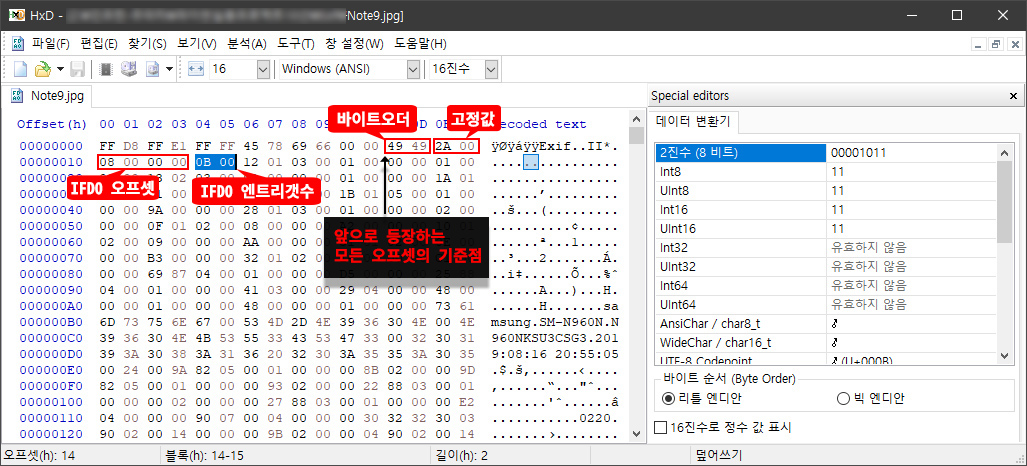 HxD - Note9.jpg]
파일(F) 편집(E) 찾기(S) 보기(V) 분석(A) 도구(T) 창 설정(W) 도움말(H)
16 Windows (ANSI) 16진수
Note9.jpg
바이트오더 고정값
Offset(h) 00 01 02 03 04 05 06 07 08 Decoded text
00000000 FF D8 FF E1 FF FF 45 78 69 66 00 00 49 49 2A 00 ÿØÿáÿÿExif..II*.
00000010 08 00 00 00 0B 00 12 01 03 00 01 00 00 00
IFD0 오프셋 IFD0 엔트리갯수
앞으로 등장하는
모든 오프셋의 기준점
00000040 00 00 9A 00 00 00 28 01 03 00 01 00 00 00 02 00 ..š...(.........
00000050 00 00 0F 01 02 00 08 00 00
00000060 02 00 09 00 00 00 AA 00 00 00
00000070 00 00 B3 00 00 00 32 01 02 00
00000080 00 00 69 87 04 00 01 00 00 00
00000090 04 00 01 00 00 00 41 03 00 00 29 04 00 00 48 00 ......A...)...H.
000000A0 00 00 01 00 00 00 48 00 00 00 01 00 00 00 73 61 ......H.......sa
000000B0 6D 73 75 6E 67 00 53 4D 2D 4E 39 36 30 4E 00 4E msung.SM-N960N.N
000000C0 39 36 30 4E 4B 53 55 33 43 53 47 33 00 32 30 31 960NKSU3CSG3.201
000000D0 39 3A 30 38 3A 31 36 20 32 30 3A 35 35 3A 30 35 9:08:16 20:55:05
000000E0 00 24 00 9A 82 05 00 01 00 00 00 8B 02 00 00 9D .$.š‚......‹....
000000F0 82 05 00 01 00 00 00 93 02 00 00 22 88 03 00 01 ‚......“..."ˆ...
00000100 00 00 00 02 00 00 00 27 88 03 00 01 00 00 00 E2 .......'ˆ......â
00000110 04 00 00 00 90 07 00 04 00 00 00 30 32 32 30 03 ...........0220.
00000120 90 02 00 14 00 00 00 9B 02 00 00 04 90 02 00 14 .......›........
Special editors
데이터 변환기
2진수 (8 비트) 00001011
Int8 11
UInt8 11
Int16 11
UInt16 11
Int32 유효하지 않음
UInt32 유효하지 않음
Int64 유효하지 않음
UInt64 유효하지 않음
AnsiChar / char8_t
WideChar / char16_t
UTF-8 Codepoint (U+000B)
바이트 순서 (Byte Order)
리틀 엔디안 빅 엔디안
16진수로 정수 값 표시
오프셋(h): 14 블록(h): 14-15 길이(h): 2 덮어쓰기